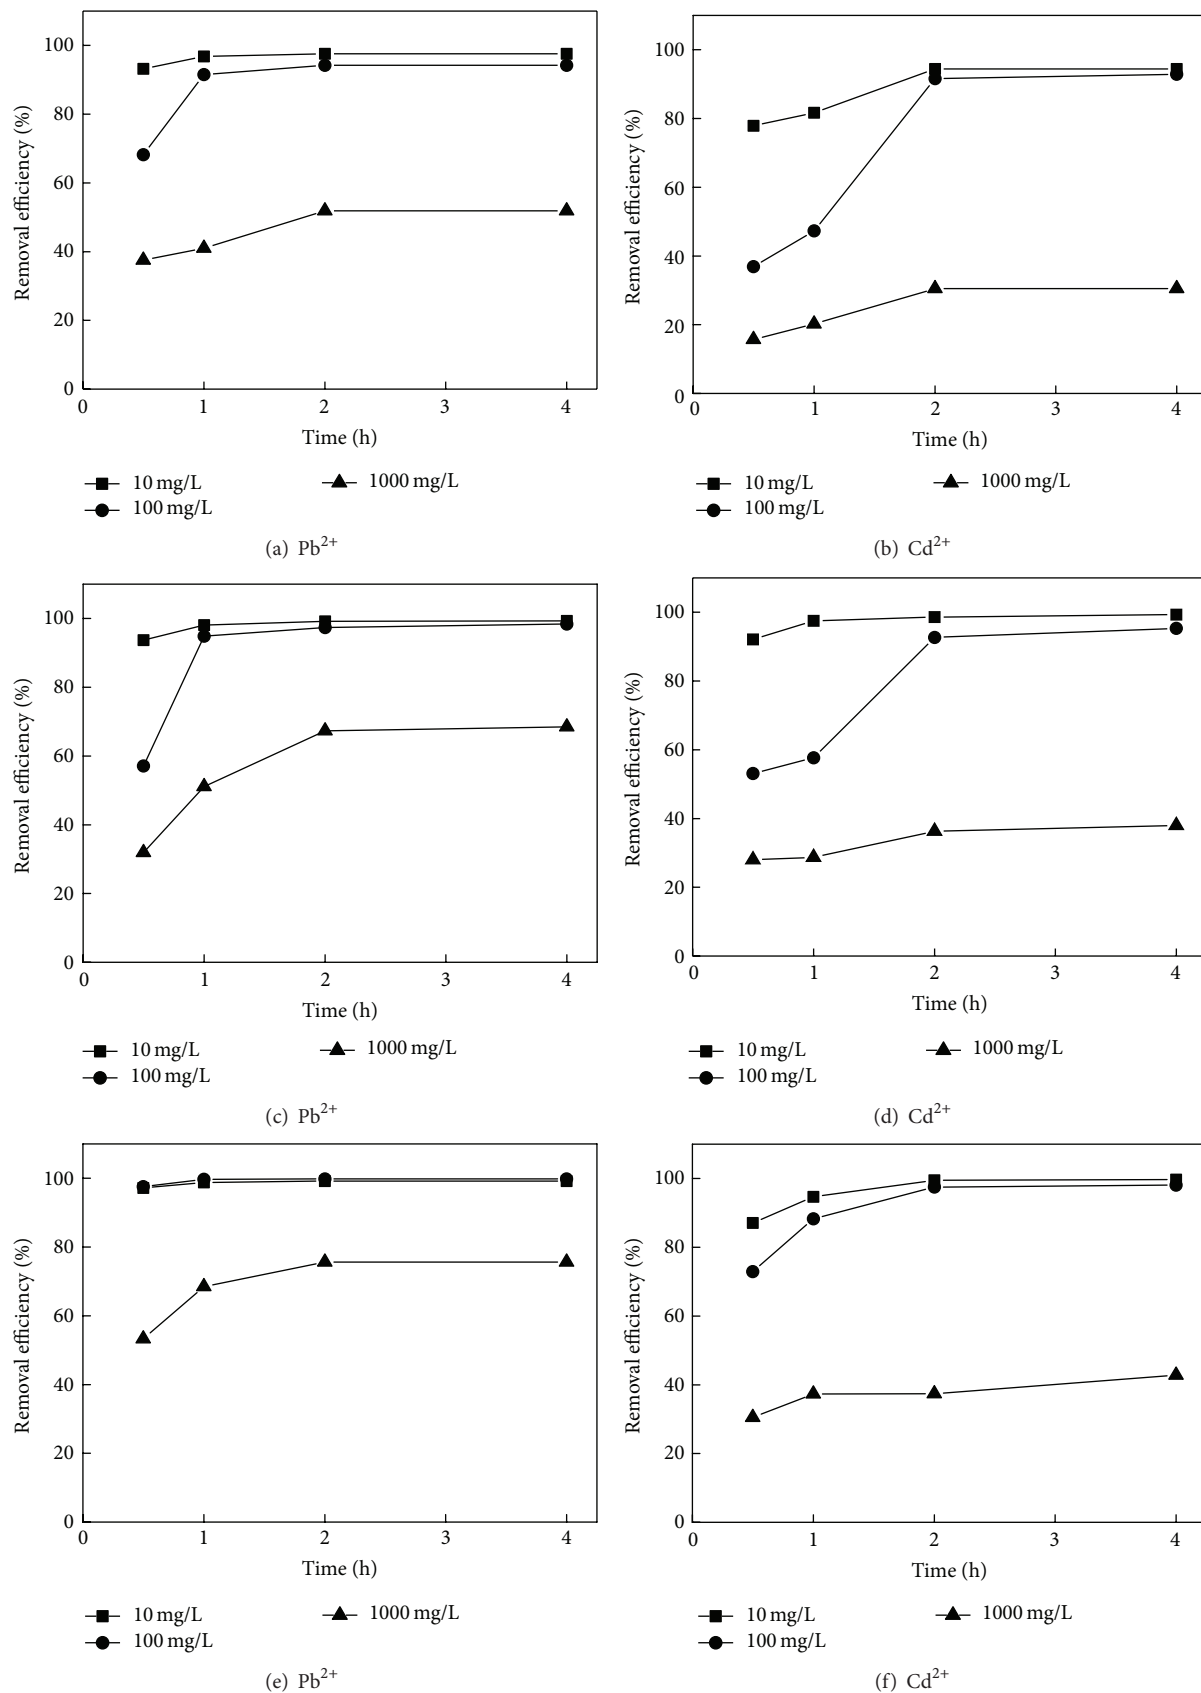 100
80
60
40
20
0
Removal efficiency (%)
0 1 2 3 4
Time (h)
10 mg/L
100 mg/L
1000 mg/L
(a) Pb²⁺
100
80
60
40
20
0
Removal efficiency (%)
0 1 2 3 4
Time (h)
10 mg/L
100 mg/L
1000 mg/L
(b) Cd²⁺
100
80
60
40
20
0
Removal efficiency (%)
0 1 2 3 4
Time (h)
10 mg/L
100 mg/L
1000 mg/L
(c) Pb²⁺
100
80
60
40
20
0
Removal efficiency (%)
0 1 2 3 4
Time (h)
10 mg/L
100 mg/L
1000 mg/L
(d) Cd²⁺
100
80
60
40
20
0
Removal efficiency (%)
0 1 2 3 4
Time (h)
10 mg/L
100 mg/L
1000 mg/L
(e) Pb²⁺
100
80
60
40
20
0
Removal efficiency (%)
0 1 2 3 4
Time (h)
10 mg/L
100 mg/L
1000 mg/L
(f) Cd²⁺